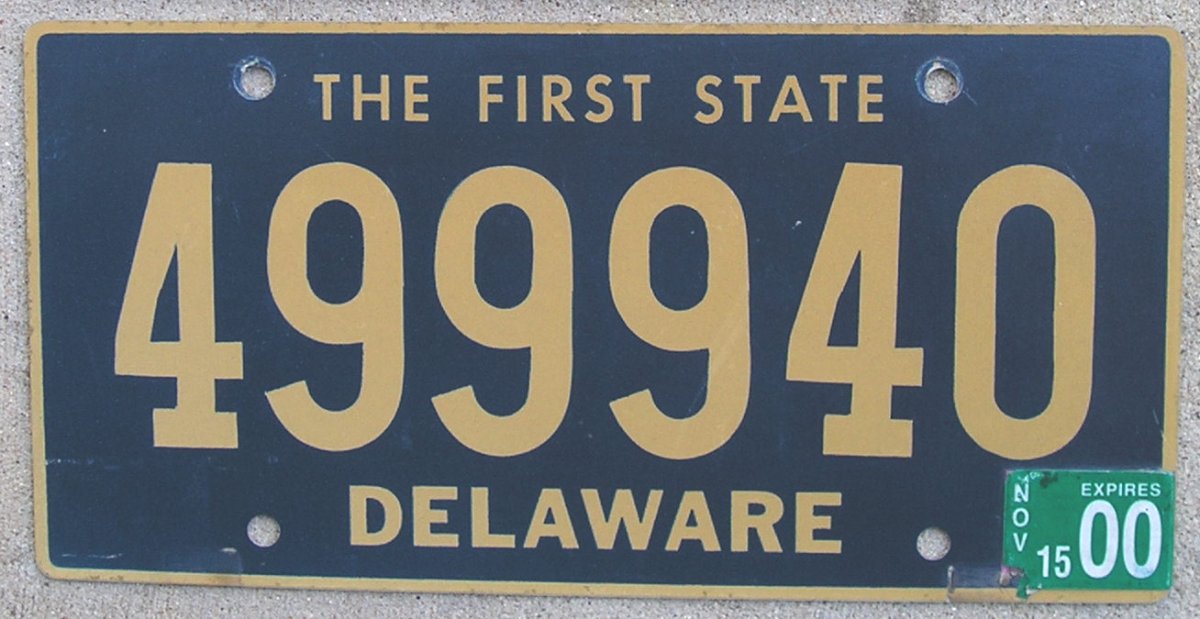 THE FIRST STATE
499940
DELAWARE
NOV
EXPIRES
15 00